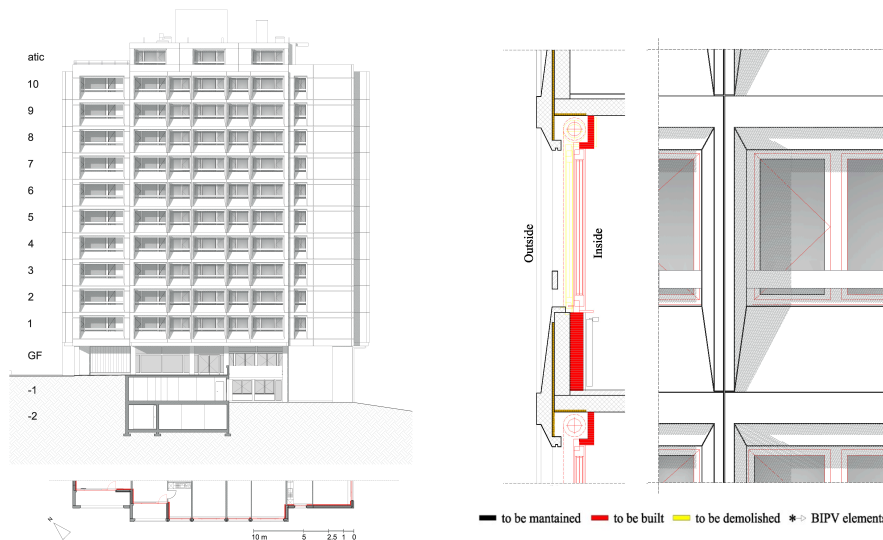 atic
10
9
8
7
6
5
4
3
2
1
GF
-1
-2
N
10 m 5 2.5 1 0
Outside
Inside
to be mantained to be built to be demolished * BIPV elements